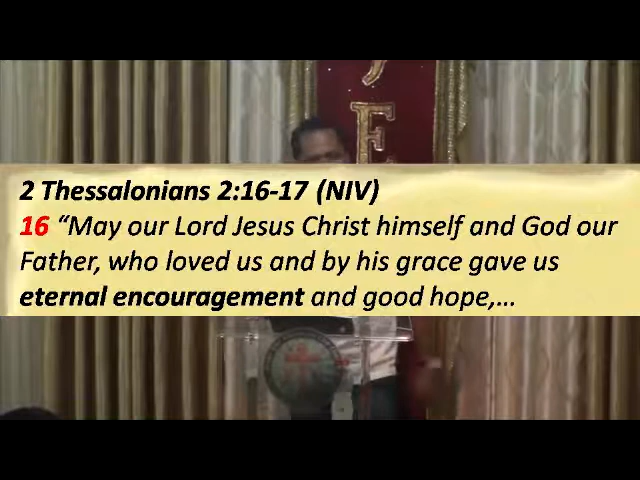 J
E
2 Thessalonians 2:16-17 (NIV)
16 “May our Lord Jesus Christ himself and God our
Father, who loved us and by his grace gave us
eternal encouragement and good hope,...